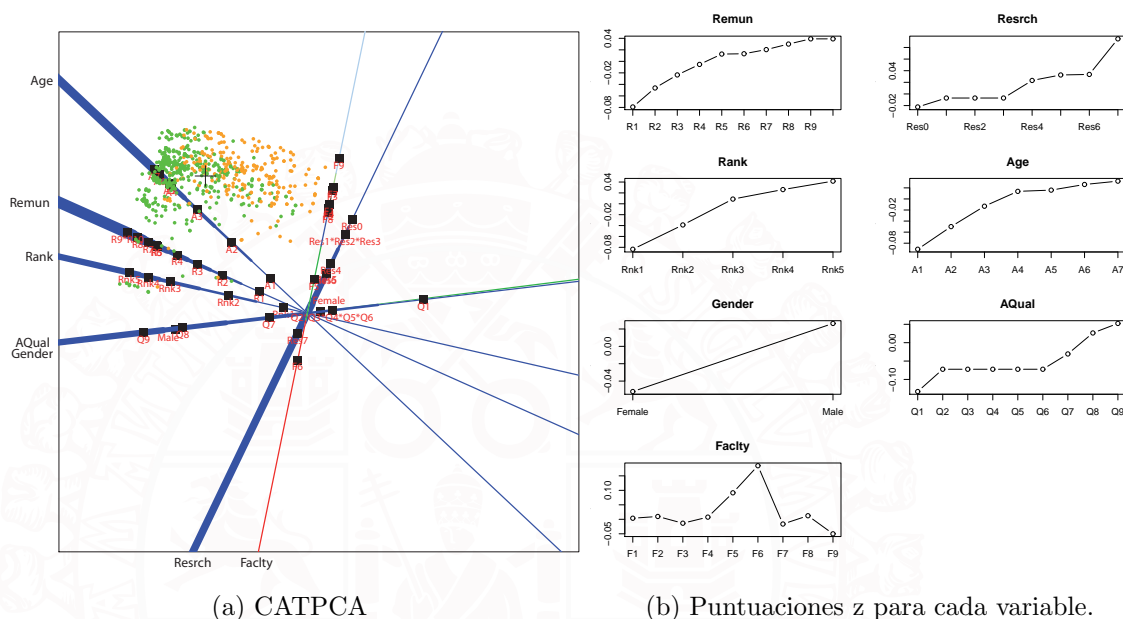 Age
Remun
Rank
AQual
Gender
Resrch
Faclty
F9
F8
Res0
Res1*Res2*Res3
Res4
A3
A2
A1
R9
R4
R3
R2
R1
Rnk5
Rnk4
Rnk3
Rnk2
Female
Q1
Q7
Q9
Male
F6
(a) CATPCA
Remun
0.04
-0.02
-0.08
R1 R2 R3 R4 R5 R6 R7 R8 R9
Resrch
0.04
-0.02
Res0 Res2 Res4 Res6
Rank
0.04
-0.02
-0.08
Rnk1 Rnk2 Rnk3 Rnk4 Rnk5
Age
-0.02
-0.08
A1 A2 A3 A4 A5 A6 A7
Gender
0.00
-0.04
Female Male
AQual
0.00
-0.10
Q1 Q2 Q3 Q4 Q5 Q6 Q7 Q8 Q9
Faclty
0.10
-0.05
F1 F2 F3 F4 F5 F6 F7 F8 F9
(b) Puntuaciones z para cada variable.